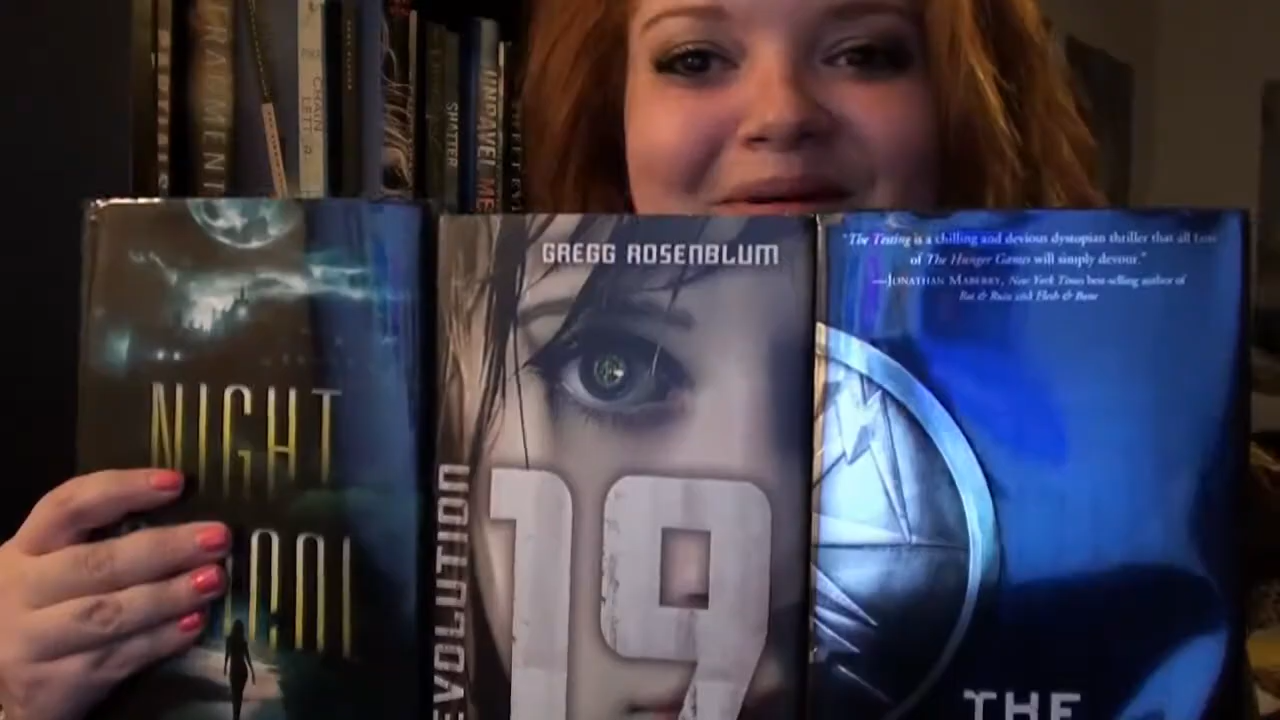 SHATTER
UNRAVEL ME
NIGHT
GREGG ROSENBLUM
EVOLUTION
19
"The Testing is a chilling and devious dystopian thriller that all fans
of The Hunger Games will simply devour."
—JONATHAN MABERRY, New York Times best-selling author of
Rot & Ruin and Flesh & Bone
THE